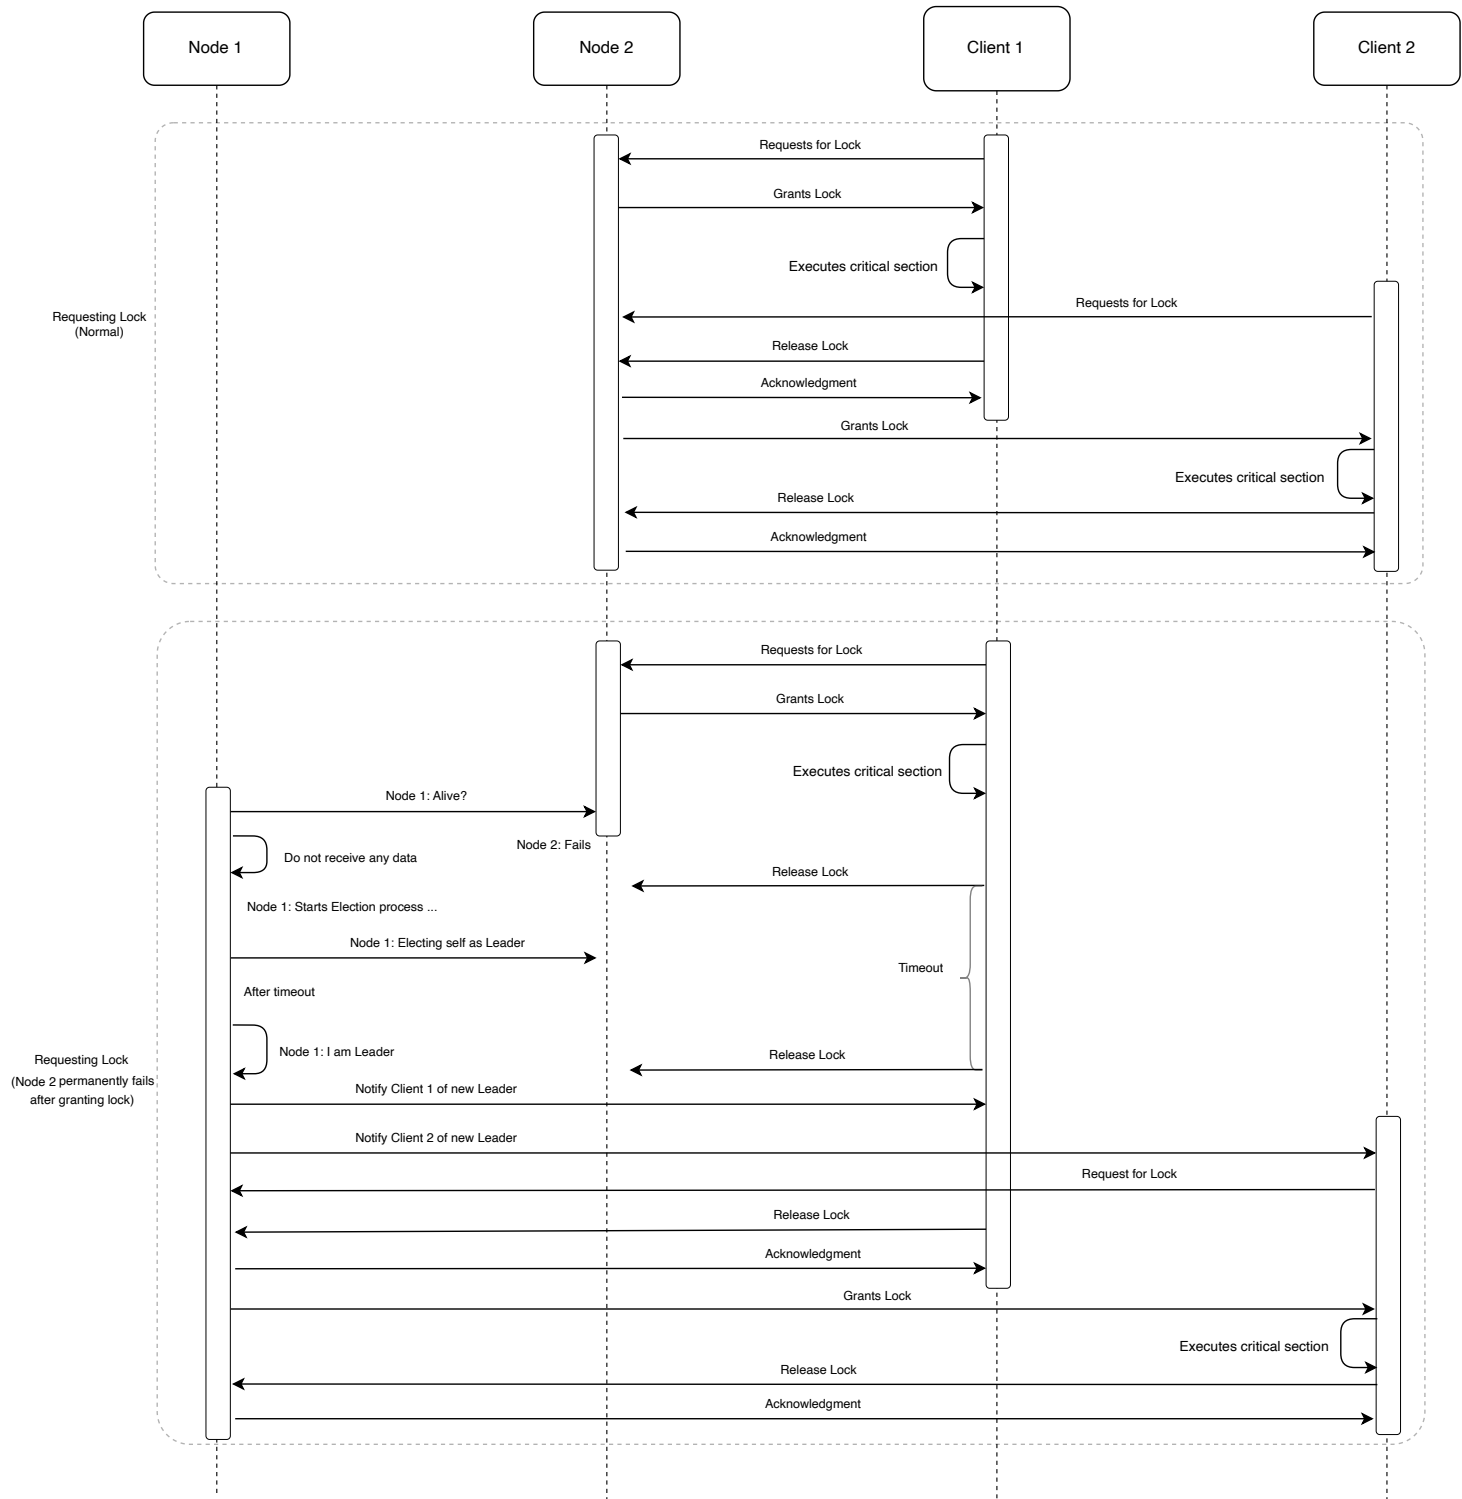 Node 1
Node 2
Client 1
Client 2
Requests for Lock
Grants Lock
Executes critical section
Requests for Lock
Requesting Lock
(Normal)
Release Lock
Acknowledgment
Grants Lock
Executes critical section
Release Lock
Acknowledgment
Requests for Lock
Grants Lock
Executes critical section
Node 1: Alive?
Node 2: Fails
Do not receive any data
Release Lock
Node 1: Starts Election process ...
Node 1: Electing self as Leader
Timeout
After timeout
Node 1: I am Leader
Release Lock
Requesting Lock
(Node 2 permanently fails
after granting lock)
Notify Client 1 of new Leader
Notify Client 2 of new Leader
Request for Lock
Release Lock
Acknowledgment
Grants Lock
Executes critical section
Release Lock
Acknowledgment